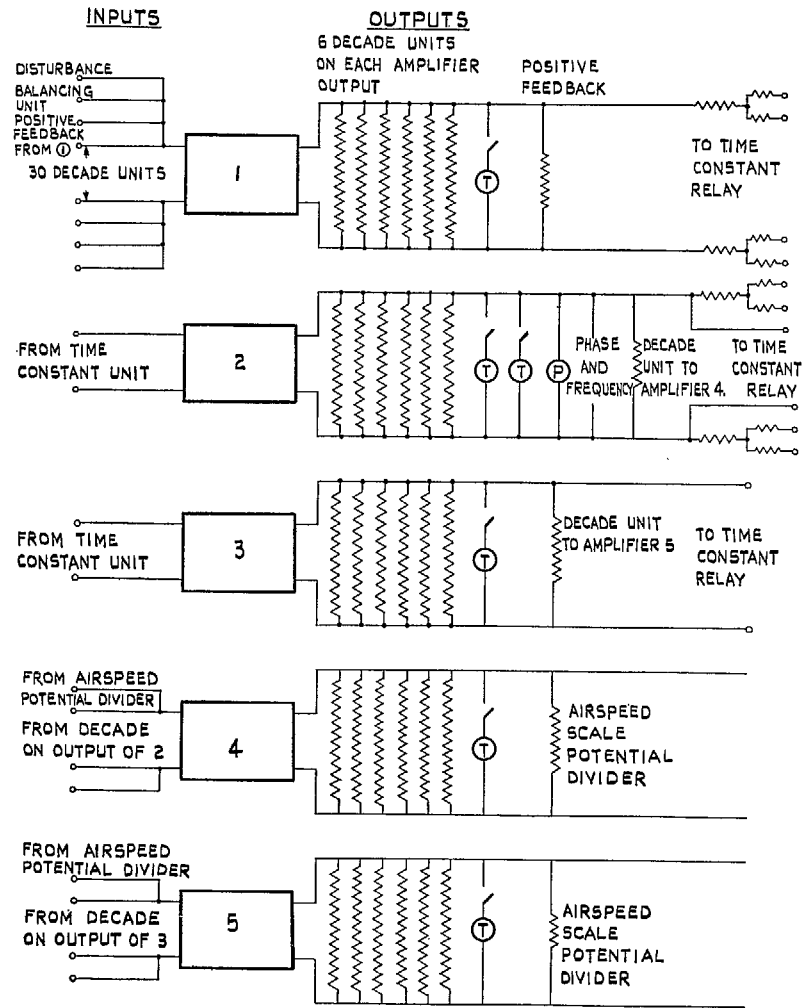 INPUTS
OUTPUTS
6 DECADE UNITS
ON EACH AMPLIFIER
OUTPUT
POSITIVE
FEEDBACK
DISTURBANCE
BALANCING
UNIT
POSITIVE
FEEDBACK
FROM ①
30 DECADE UNITS
1
T
TO TIME
CONSTANT
RELAY
FROM TIME
CONSTANT UNIT
2
T
T
P
PHASE
AND
FREQUENCY
DECADE
UNIT TO
AMPLIFIER 4.
TO TIME
CONSTANT
RELAY
FROM TIME
CONSTANT UNIT
3
T
DECADE UNIT
TO AMPLIFIER 5
TO TIME
CONSTANT
RELAY
FROM AIRSPEED
POTENTIAL DIVIDER
FROM DECADE
ON OUTPUT OF 2
4
T
AIRSPEED
SCALE
POTENTIAL
DIVIDER
FROM AIRSPEED
POTENTIAL DIVIDER
FROM DECADE
ON OUTPUT OF 3
5
T
AIRSPEED
SCALE
POTENTIAL
DIVIDER